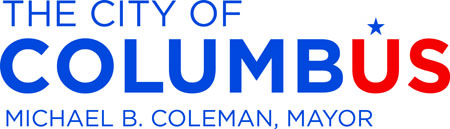 THE CITY OF
COLUMBUS
MICHAEL B. COLEMAN, MAYOR